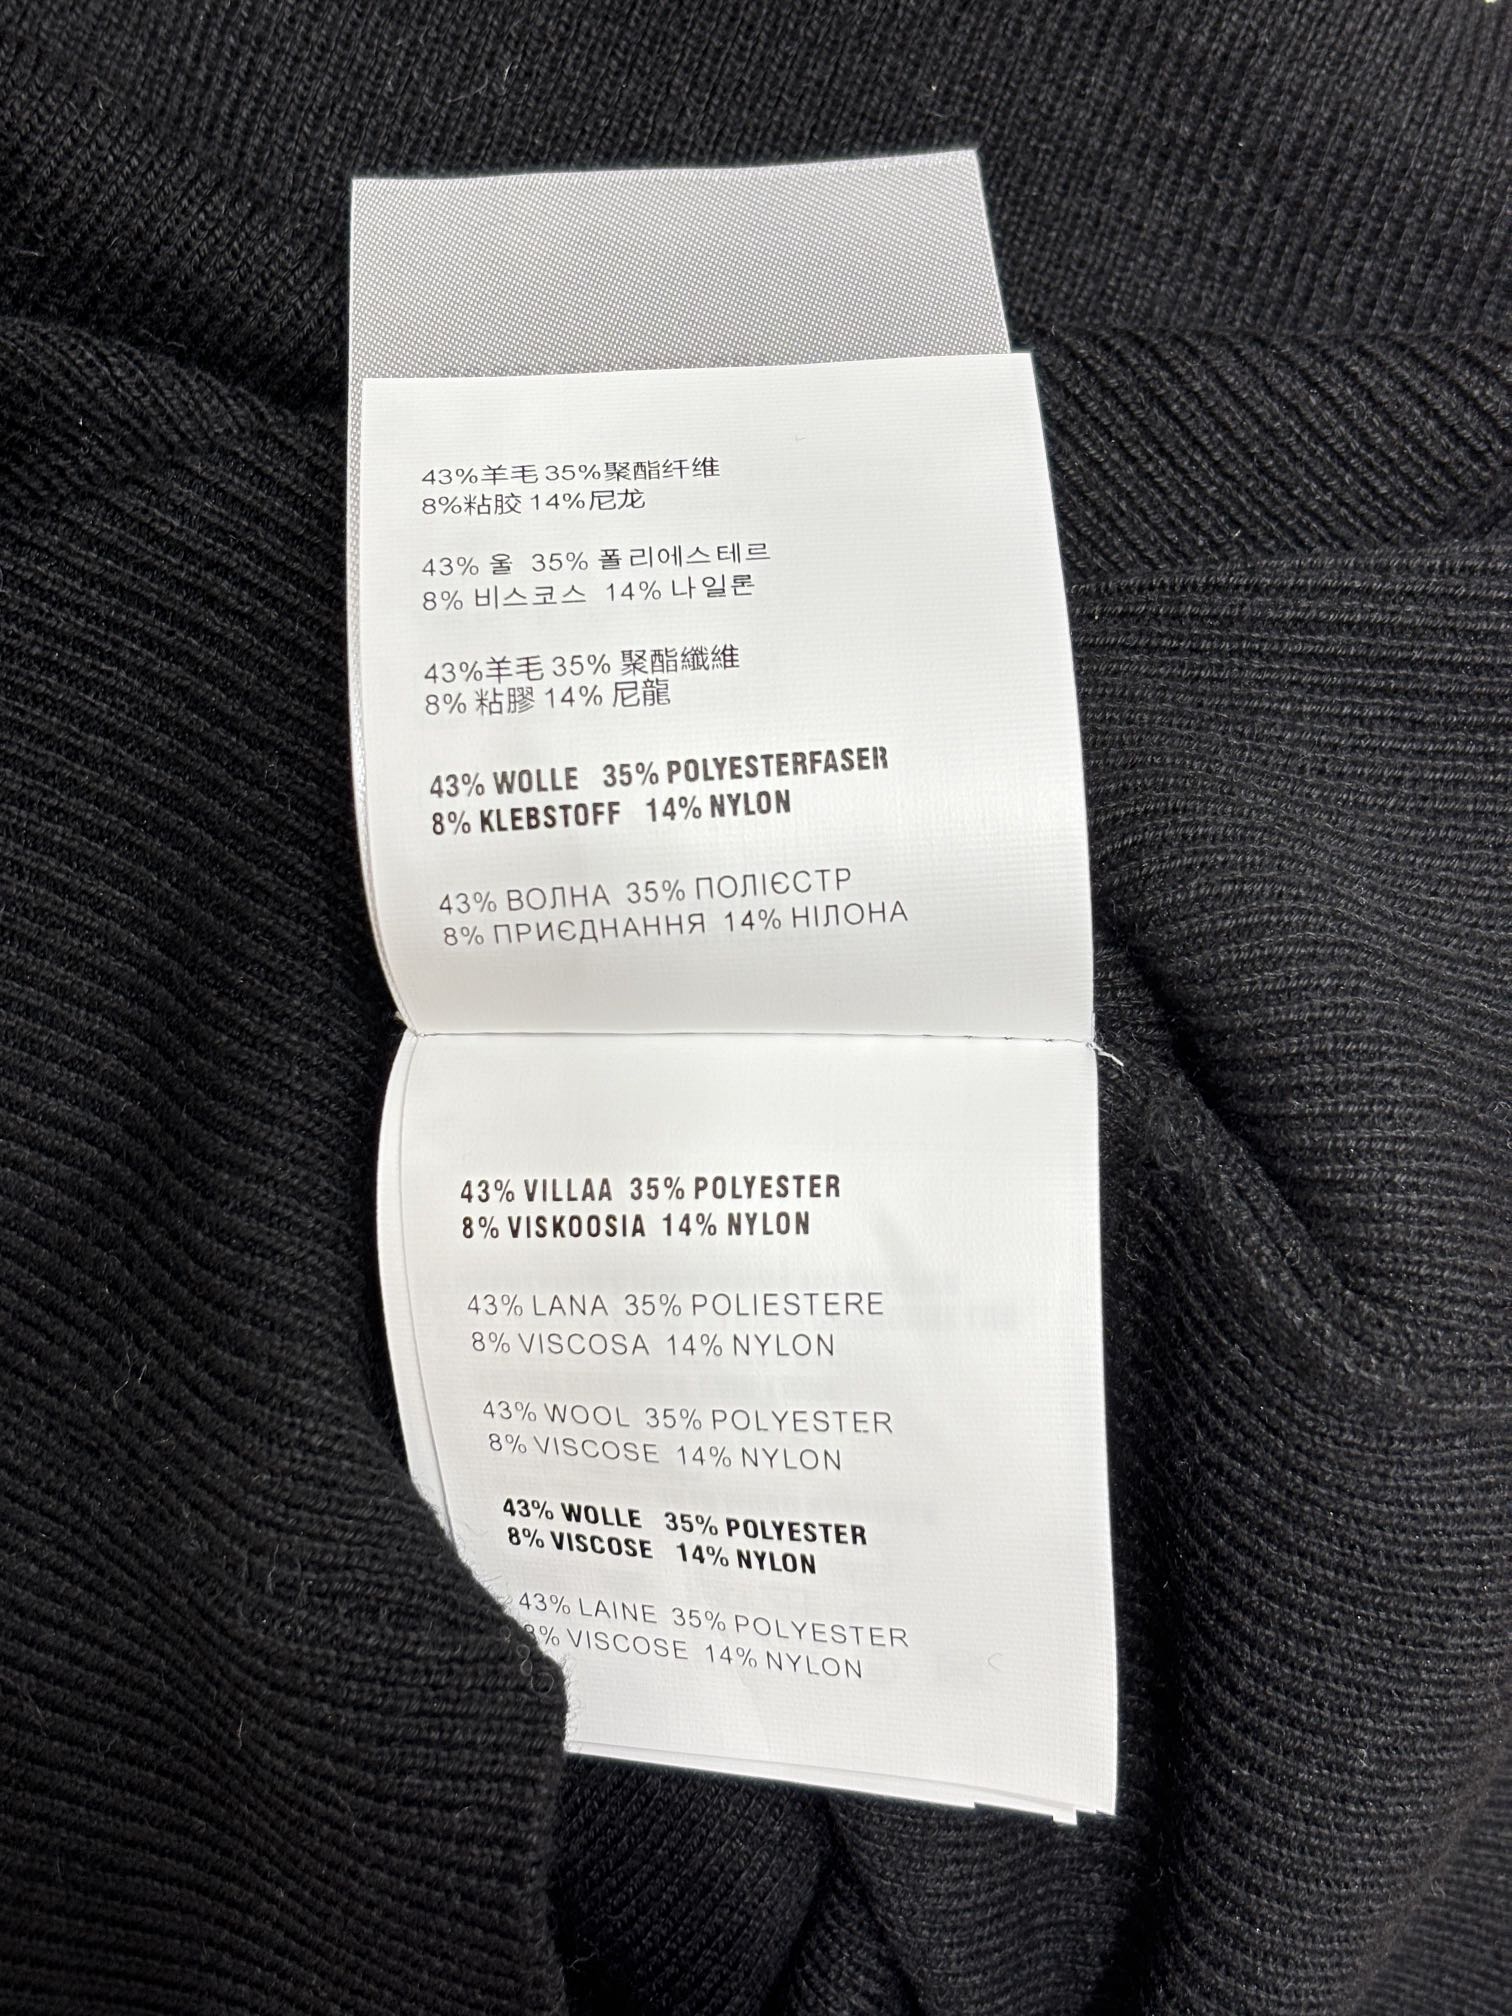 43%羊毛 35%聚酯纤维
8%粘胶 14%尼龙
43% 울 35% 폴리에스테르
8% 비스코스 14% 나일론
43%羊毛 35% 聚酯纖維
8% 粘膠 14% 尼龍
43% WOLLE 35% POLYESTERFASER
8% KLEBSTOFF 14% NYLON
43% ВОЛНА 35% ПОЛІЄСТР
8% ПРИЄДНАННЯ 14% НІЛОНА
43% VILLAA 35% POLYESTER
8% VISKOOSIA 14% NYLON
43% LANA 35% POLIESTERE
8% VISCOSA 14% NYLON
43% WOOL 35% POLYESTER
8% VISCOSE 14% NYLON
43% WOLLE 35% POLYESTER
8% VISCOSE 14% NYLON
43% LAINE 35% POLYESTER
8% VISCOSE 14% NYLON